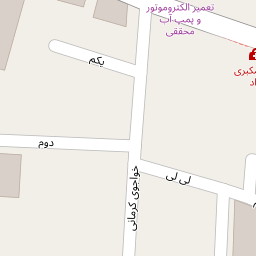 تعمیر الکتروموتور
و پمپ آب
محققی
یکم
دوم
لی لی
خواجوی کرمانی